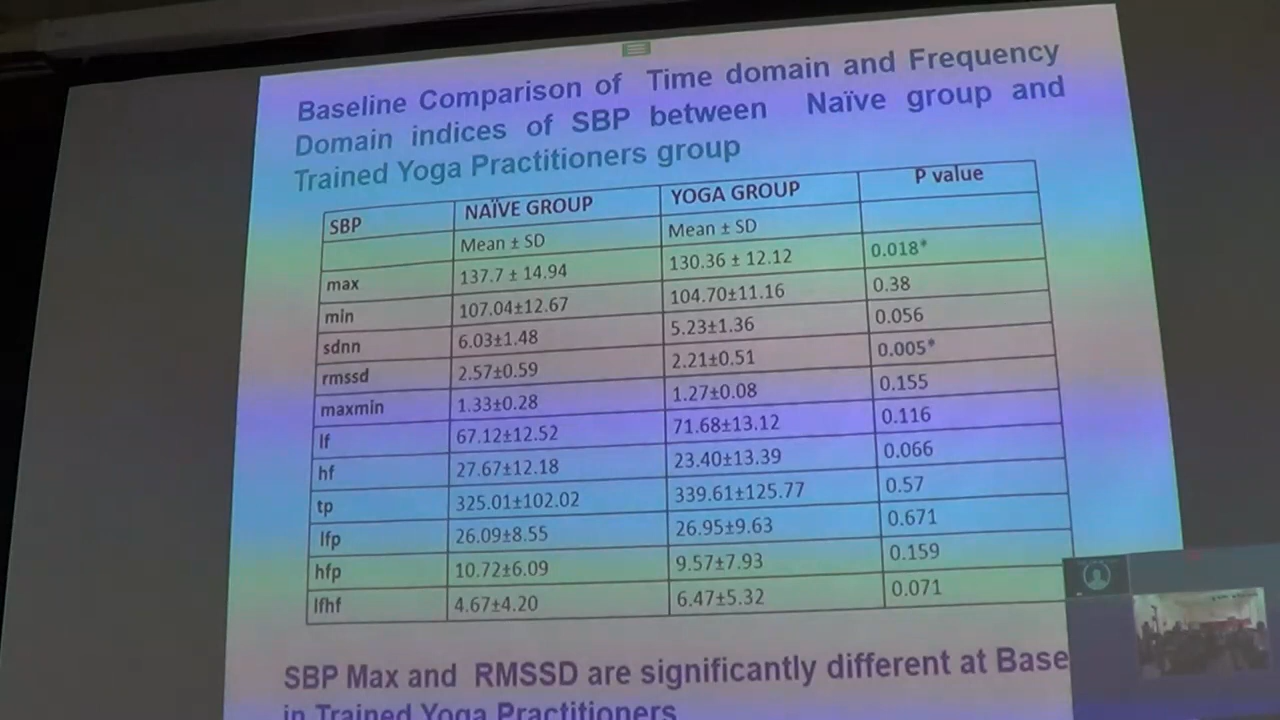 Baseline Comparison of Time domain and Frequency
Domain indices of SBP between Naïve group and
Trained Yoga Practitioners group
SBP NAÏVE GROUP YOGA GROUP P value
Mean ± SD Mean ± SD
max 137.7 ± 14.94 130.36 ± 12.12 0.018*
min 107.04±12.67 104.70±11.16 0.38
sdnn 6.03±1.48 5.23±1.36 0.056
rmssd 2.57±0.59 2.21±0.51 0.005*
maxmin 1.33±0.28 1.27±0.08 0.155
lf 67.12±12.52 71.68±13.12 0.116
hf 27.67±12.18 23.40±13.39 0.066
tp 325.01±102.02 339.61±125.77 0.57
lfp 26.09±8.55 26.95±9.63 0.671
hfp 10.72±6.09 9.57±7.93 0.159
lfhf 4.67±4.20 6.47±5.32 0.071
SBP Max and RMSSD are significantly different at Base
in Trained Yoga Practitioners